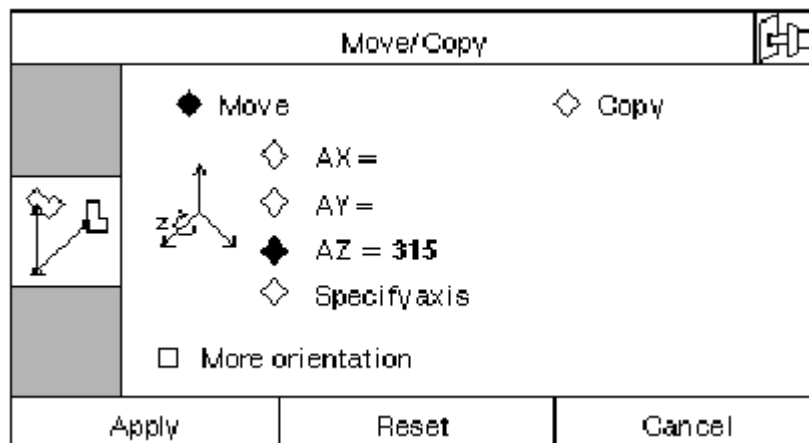 Move/Copy
Move Copy
AX =
AY =
Z
AZ = 315
Specify axis
More orientation
Apply Reset Cancel